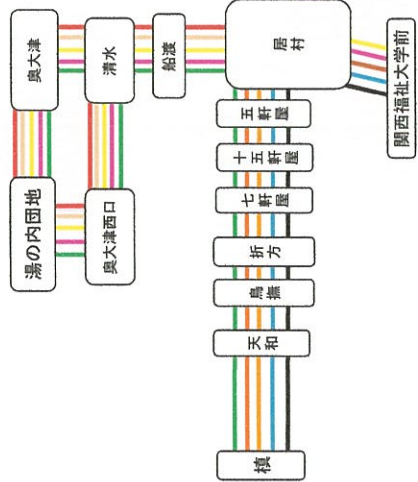 奥大津
清水
船渡
湯の内団地
奥大津西口
居村
五軒屋
十五軒屋
七軒屋
折方
鳥撫
天和
槙
関西福祉大学前